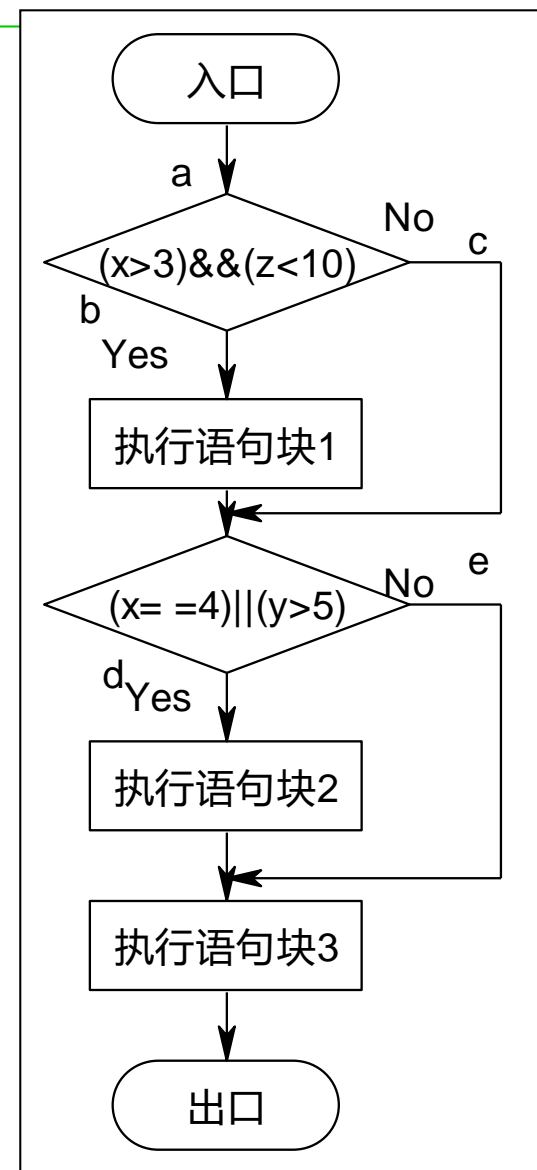 入口
a
No
c
(x>3)&&(z<10)
b
Yes
执行语句块1
e
No
(x= =4)||(y>5)
d
Yes
执行语句块2
执行语句块3
出口